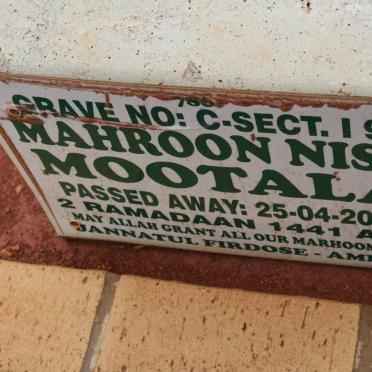 786
GRAVE NO: C-SECT. I
MAHROON NIS
MOOTALA
PASSED AWAY: 25-04-20
2 RAMADAAN 1441 A
MAY ALLAH GRANT ALL OUR MARHOOM
JANNATUL FIRDOSE - AM